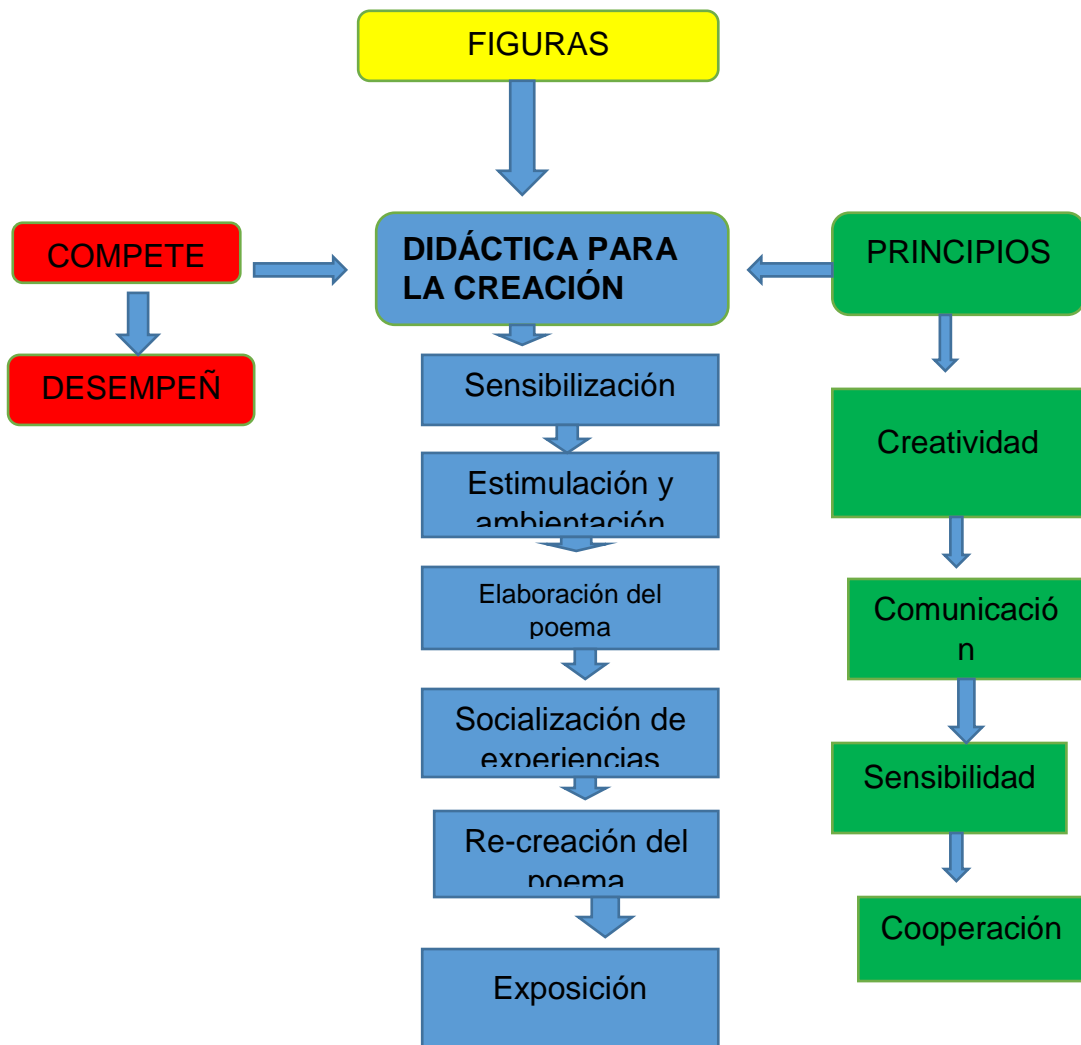 FIGURAS
COMPETE
DESEMPEÑ
DIDÁCTICA PARA
LA CREACIÓN
Sensibilización
Estimulación y
ambientación
Elaboración del
poema
Socialización de
experiencias
Re-creación del
poema
Exposición
PRINCIPIOS
Creatividad
Comunicació
n
Sensibilidad
Cooperación